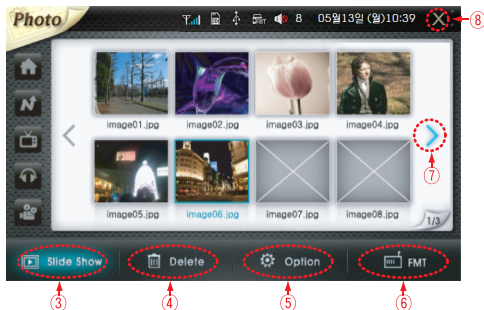 Photo
FMT 8 05월13일 (월)10:39 ⑧
image01.jpg image02.jpg image03.jpg image04.jpg
⑦
image05.jpg image06.jpg image07.jpg image08.jpg
1/3
Slide Show Delete Option FMT
③ ④ ⑤ ⑥